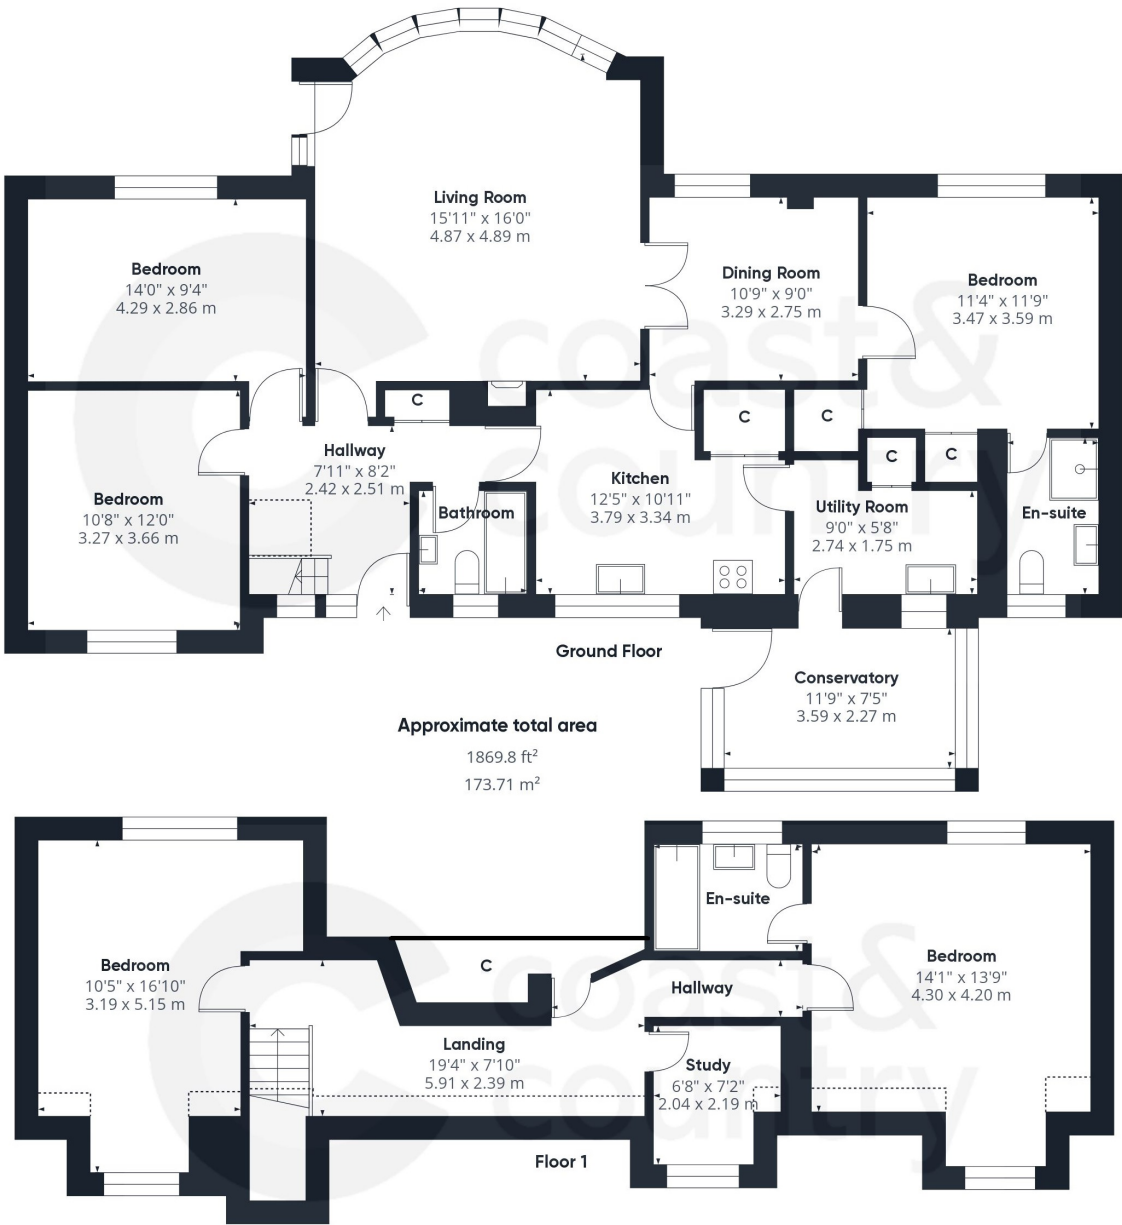 Living Room
15'11" x 16'0"
4.87 x 4.89 m
Bedroom
14'0" x 9'4"
4.29 x 2.86 m
Dining Room
10'9" x 9'0"
3.29 x 2.75 m
Bedroom
11'4" x 11'9"
3.47 x 3.59 m
C
C
C
C
C
Hallway
7'11" x 8'2"
2.42 x 2.51 m
Kitchen
12'5" x 10'11"
3.79 x 3.34 m
Bedroom
10'8" x 12'0"
3.27 x 3.66 m
Bathroom
Utility Room
9'0" x 5'8"
2.74 x 1.75 m
En-suite
Ground Floor
Conservatory
11'9" x 7'5"
3.59 x 2.27 m
Approximate total area
1869.8 ft²
173.71 m²
En-suite
Bedroom
10'5" x 16'10"
3.19 x 5.15 m
C
Hallway
Bedroom
14'1" x 13'9"
4.30 x 4.20 m
Landing
19'4" x 7'10"
5.91 x 2.39 m
Study
6'8" x 7'2"
2.04 x 2.19 m
Floor 1
coast &
country
coast &
country